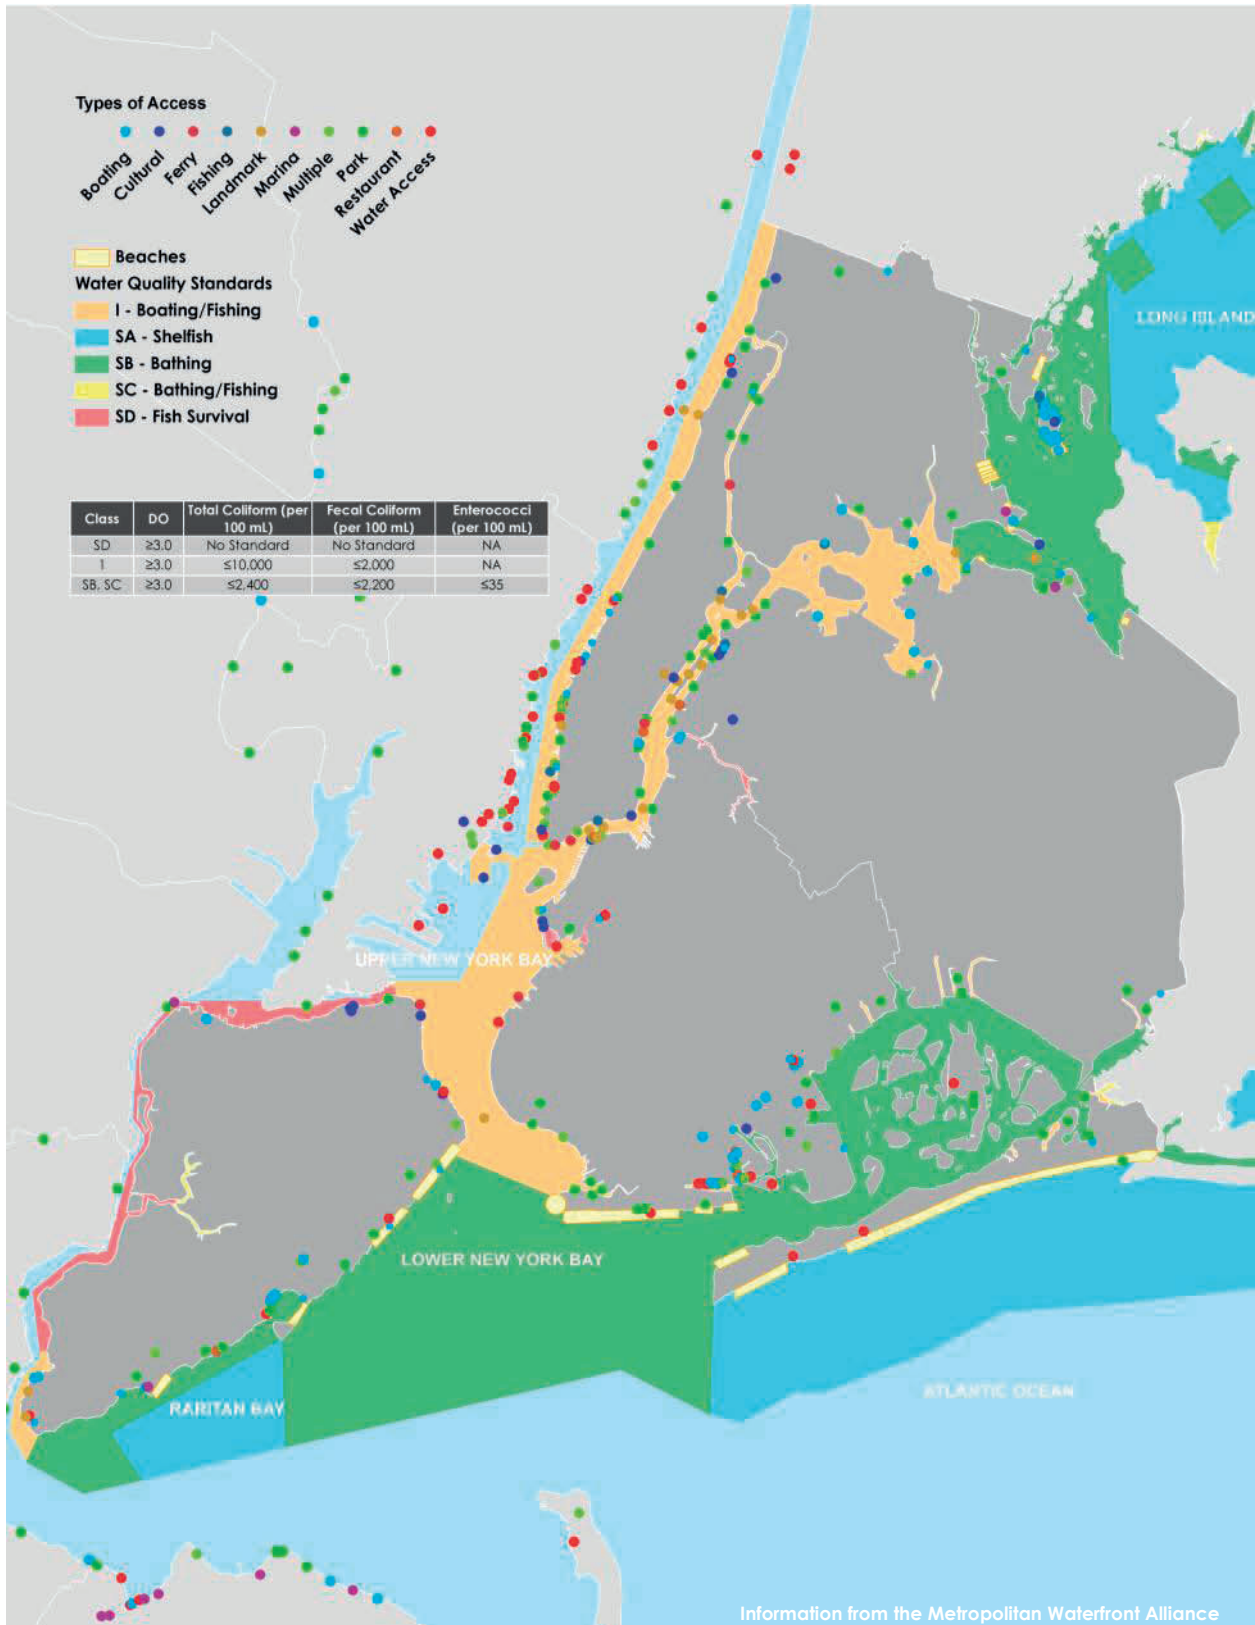 Types of Access
Boating
Cultural
Ferry
Fishing
Landmark
Marina
Multiple
Park
Restaurant
Water Access
Beaches
Water Quality Standards
I - Boating/Fishing
SA - Shelfish
SB - Bathing
SC - Bathing/Fishing
SD - Fish Survival
LONG ISLAND
Class DO Total Coliform (per 100 mL) Fecal Coliform (per 100 mL) Enterococci (per 100 mL)
SD ≥3.0 No Standard No Standard NA
1 ≥3.0 ≤10,000 ≤2,000 NA
SB, SC ≥3.0 ≤2,400 ≤2,200 ≤35
UPPER NEW YORK BAY
LOWER NEW YORK BAY
ATLANTIC OCEAN
RARITAN BAY
Information from the Metropolitan Waterfront Alliance